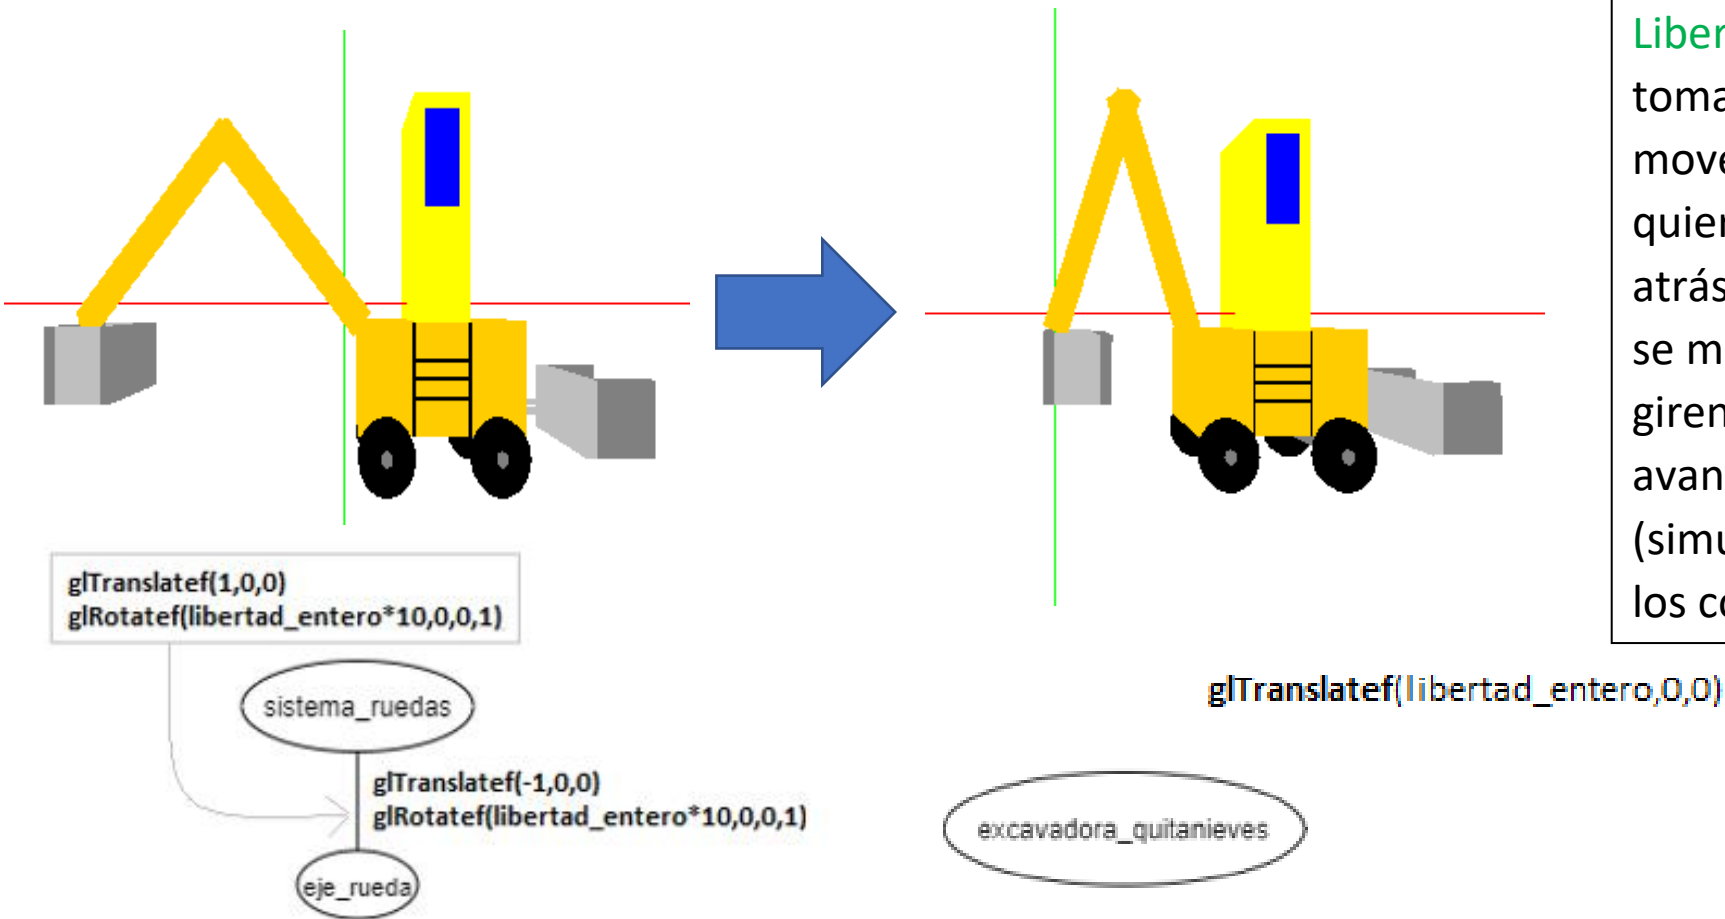 Liber
toma
move
quier
atrás
se m
giren
avan
(simu
los co
glTranslatef(1,0,0)
glRotatef(libertad_entero*10,0,0,1)
sistema_ruedas
glTranslatef(-1,0,0)
glRotatef(libertad_entero*10,0,0,1)
eje_rueda
glTranslatef(libertad_entero,0,0)
excavadora_quitanieves